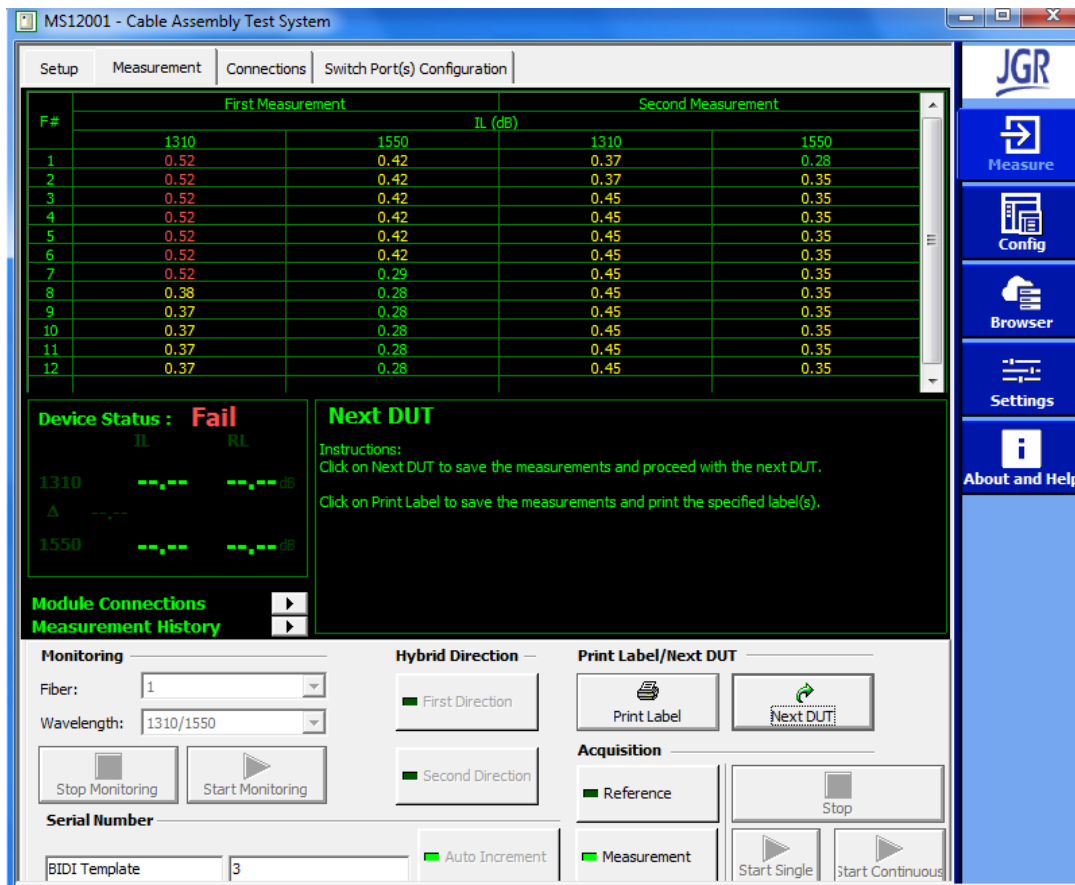 MS12001 - Cable Assembly Test System
JGR
Setup Measurement Connections Switch Port(s) Configuration
First Measurement Second Measurement
F# IL (dB)
1310 1550 1310 1550
1 0.52 0.42 0.37 0.28
2 0.52 0.42 0.37 0.35
3 0.52 0.42 0.45 0.35
4 0.52 0.42 0.45 0.35
5 0.52 0.42 0.45 0.35
6 0.52 0.42 0.45 0.35
7 0.52 0.29 0.45 0.35
8 0.38 0.28 0.45 0.35
9 0.37 0.28 0.45 0.35
10 0.37 0.28 0.45 0.35
11 0.37 0.28 0.45 0.35
12 0.37 0.28 0.45 0.35
Measure
Config
Browser
Settings
About and Help
Device Status : Fail
IL RL
1310 --.-- --.-- dB
Δ --.--
1550 --.-- --.-- dB
Next DUT
Instructions:
Click on Next DUT to save the measurements and proceed with the next DUT.
Click on Print Label to save the measurements and print the specified label(s).
Module Connections
Measurement History
Monitoring
Fiber: 1
Wavelength: 1310/1550
Stop Monitoring Start Monitoring
Hybrid Direction
First Direction
Second Direction
Print Label/Next DUT
Print Label Next DUT
Acquisition
Reference Stop
Measurement Start Single Start Continuous
Serial Number
BIDI Template 3 Auto Increment